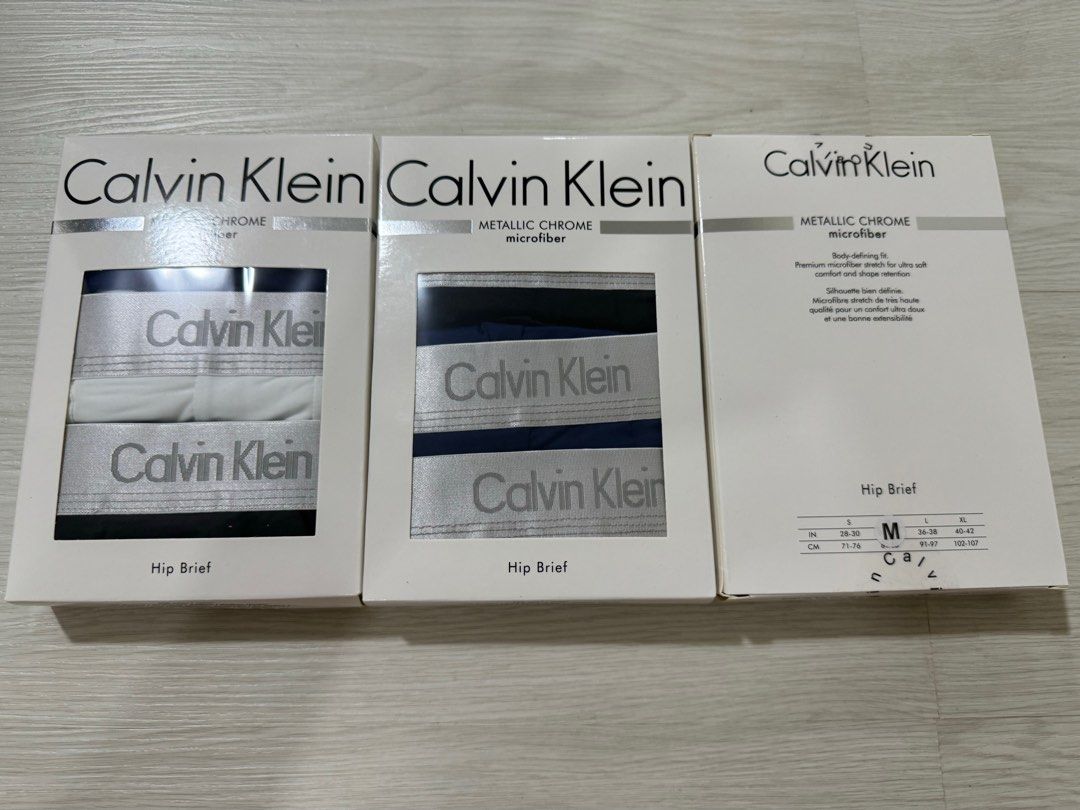 Calvin Klein
METALLIC CHROME
microfiber
Calvin Klein
Calvin Klein
Hip Brief
Calvin Klein
METALLIC CHROME
microfiber
Calvin Klein
Calvin Klein
Hip Brief
Calvin Klein
METALLIC CHROME
microfiber
Body-defining fit.
Premium microfiber stretch for ultra soft
comfort and shape retention
Silhouette bien définie.
Microfibre stretch de très haute
qualité pour un confort ultra doux
et une bonne extensibilité
Hip Brief
S M L XL
IN 28-30 36-38 40-42
CM 71-76 91-97 102-107